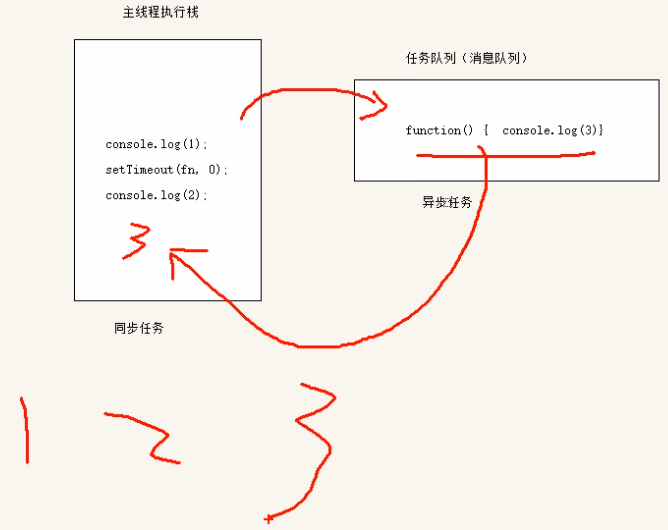 主线程执行栈
任务队列（消息队列）
console.log(1);
setTimeout(fn, 0);
console.log(2);
3
function() { console.log(3)}
异步任务
同步任务
1 2 3